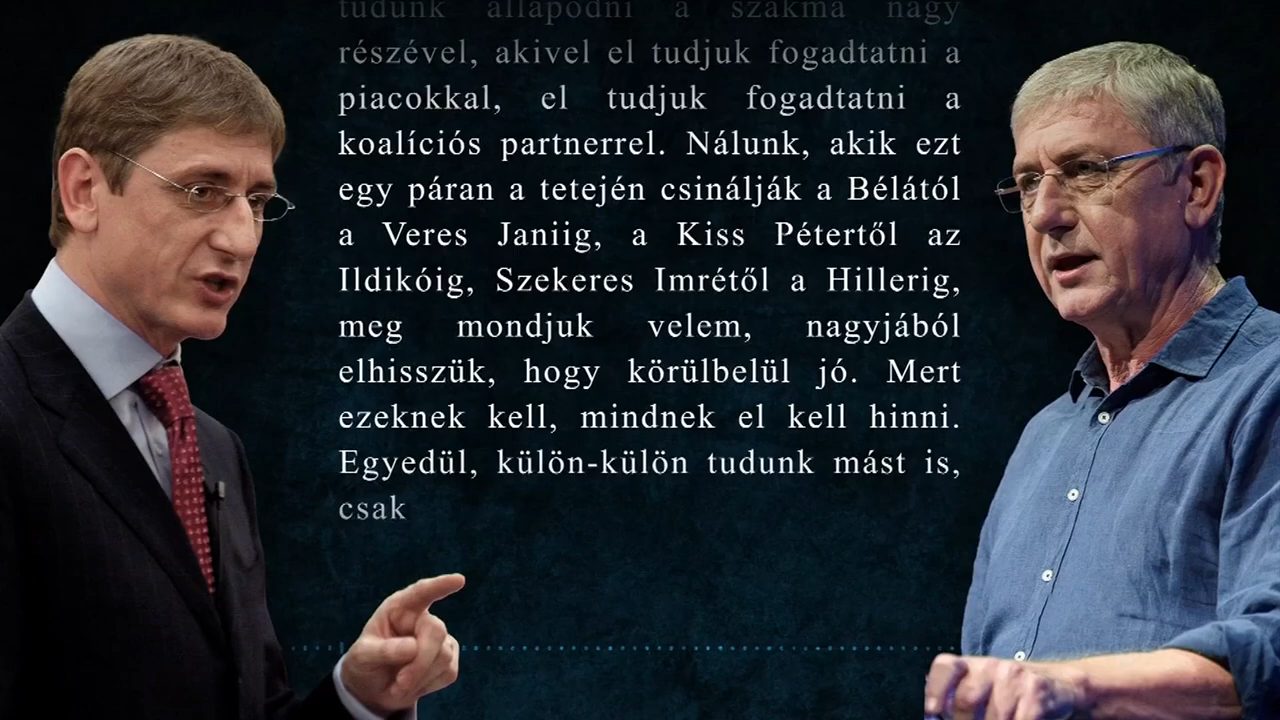 tudunk állapodni a szakma nagy
részével, akivel el tudjuk fogadtatni a
piacokkal, el tudjuk fogadtatni a
koalíciós partnerrel. Nálunk, akik ezt
egy páran a tetején csinálják a Bélától
a Veres Janiig, a Kiss Pétertől az
Ildikóig, Szekeres Imrétől a Hillerig,
meg mondjuk velem, nagyjából
elhisszük, hogy körülbelül jó. Mert
ezeknek kell, mindnek el kell hinni.
Egyedül, külön-külön tudunk mást is,
csak